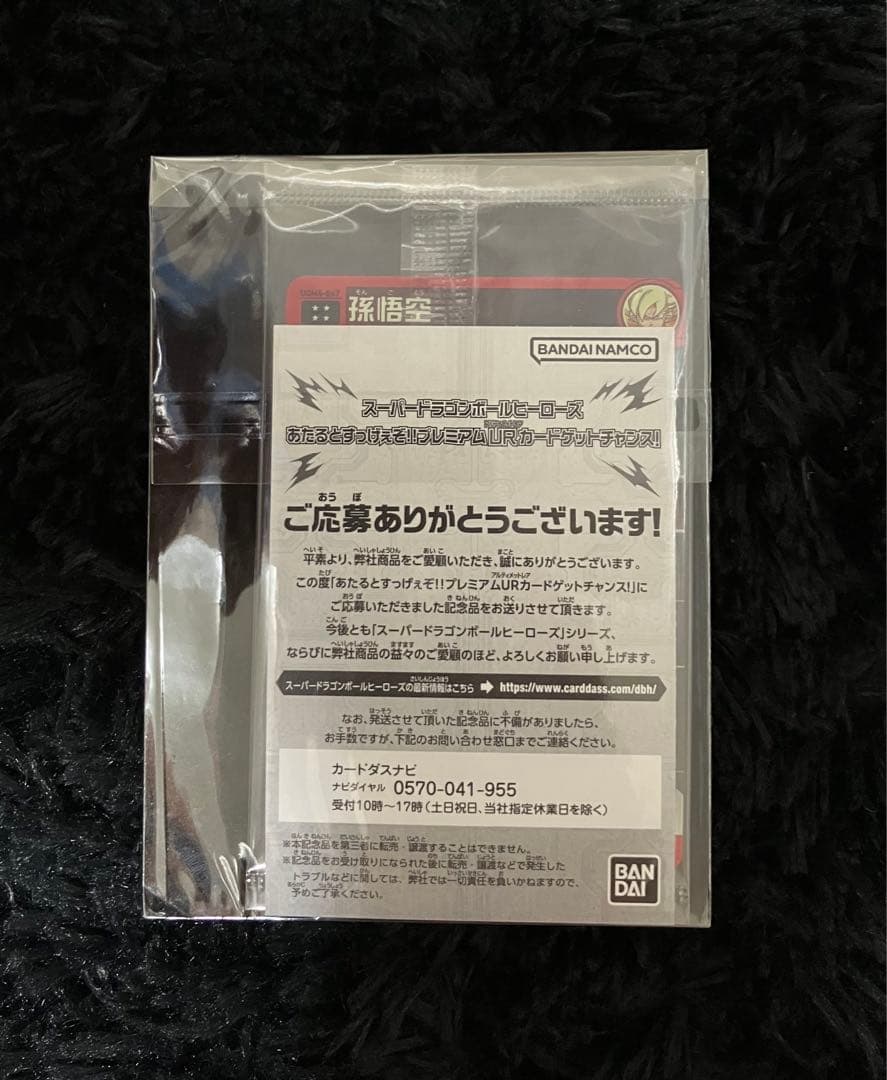 孫悟空
BANDAI NAMCO
スーパードラゴンボールヒーローズ
あたるとすっげぇぞ!!プレミアムURカードゲットチャンス!
ご応募ありがとうございます!
平素より、弊社商品をご愛顧いただき、誠にありがとうございます。
この度「あたるとすっげぇぞ!!プレミアムURカードゲットチャンス!」に
ご応募いただきました記念品をお送りさせて頂きます。
今後とも「スーパードラゴンボールヒーローズ」シリーズ、
ならびに弊社商品の益々のご愛顧のほど、よろしくお願い申し上げます。
スーパードラゴンボールヒーローズの最新情報はこちら ➡ https://www.carddass.com/dbh/
なお、発送させて頂いた記念品に不備がありましたら、
お手数ですが、下記のお問い合わせ窓口までご連絡ください。
カードダスナビ
ナビダイヤル 0570-041-955
受付10時〜17時(土日祝日、当社指定休業日を除く)
※本記念品を第三者に転売・譲渡することはできません。
※記念品をお受け取りになられた後に転売・譲渡などで発生した
トラブルなどに関しては、弊社では一切責任を負いかねますので、
予めご了承ください。
BAN
DAI